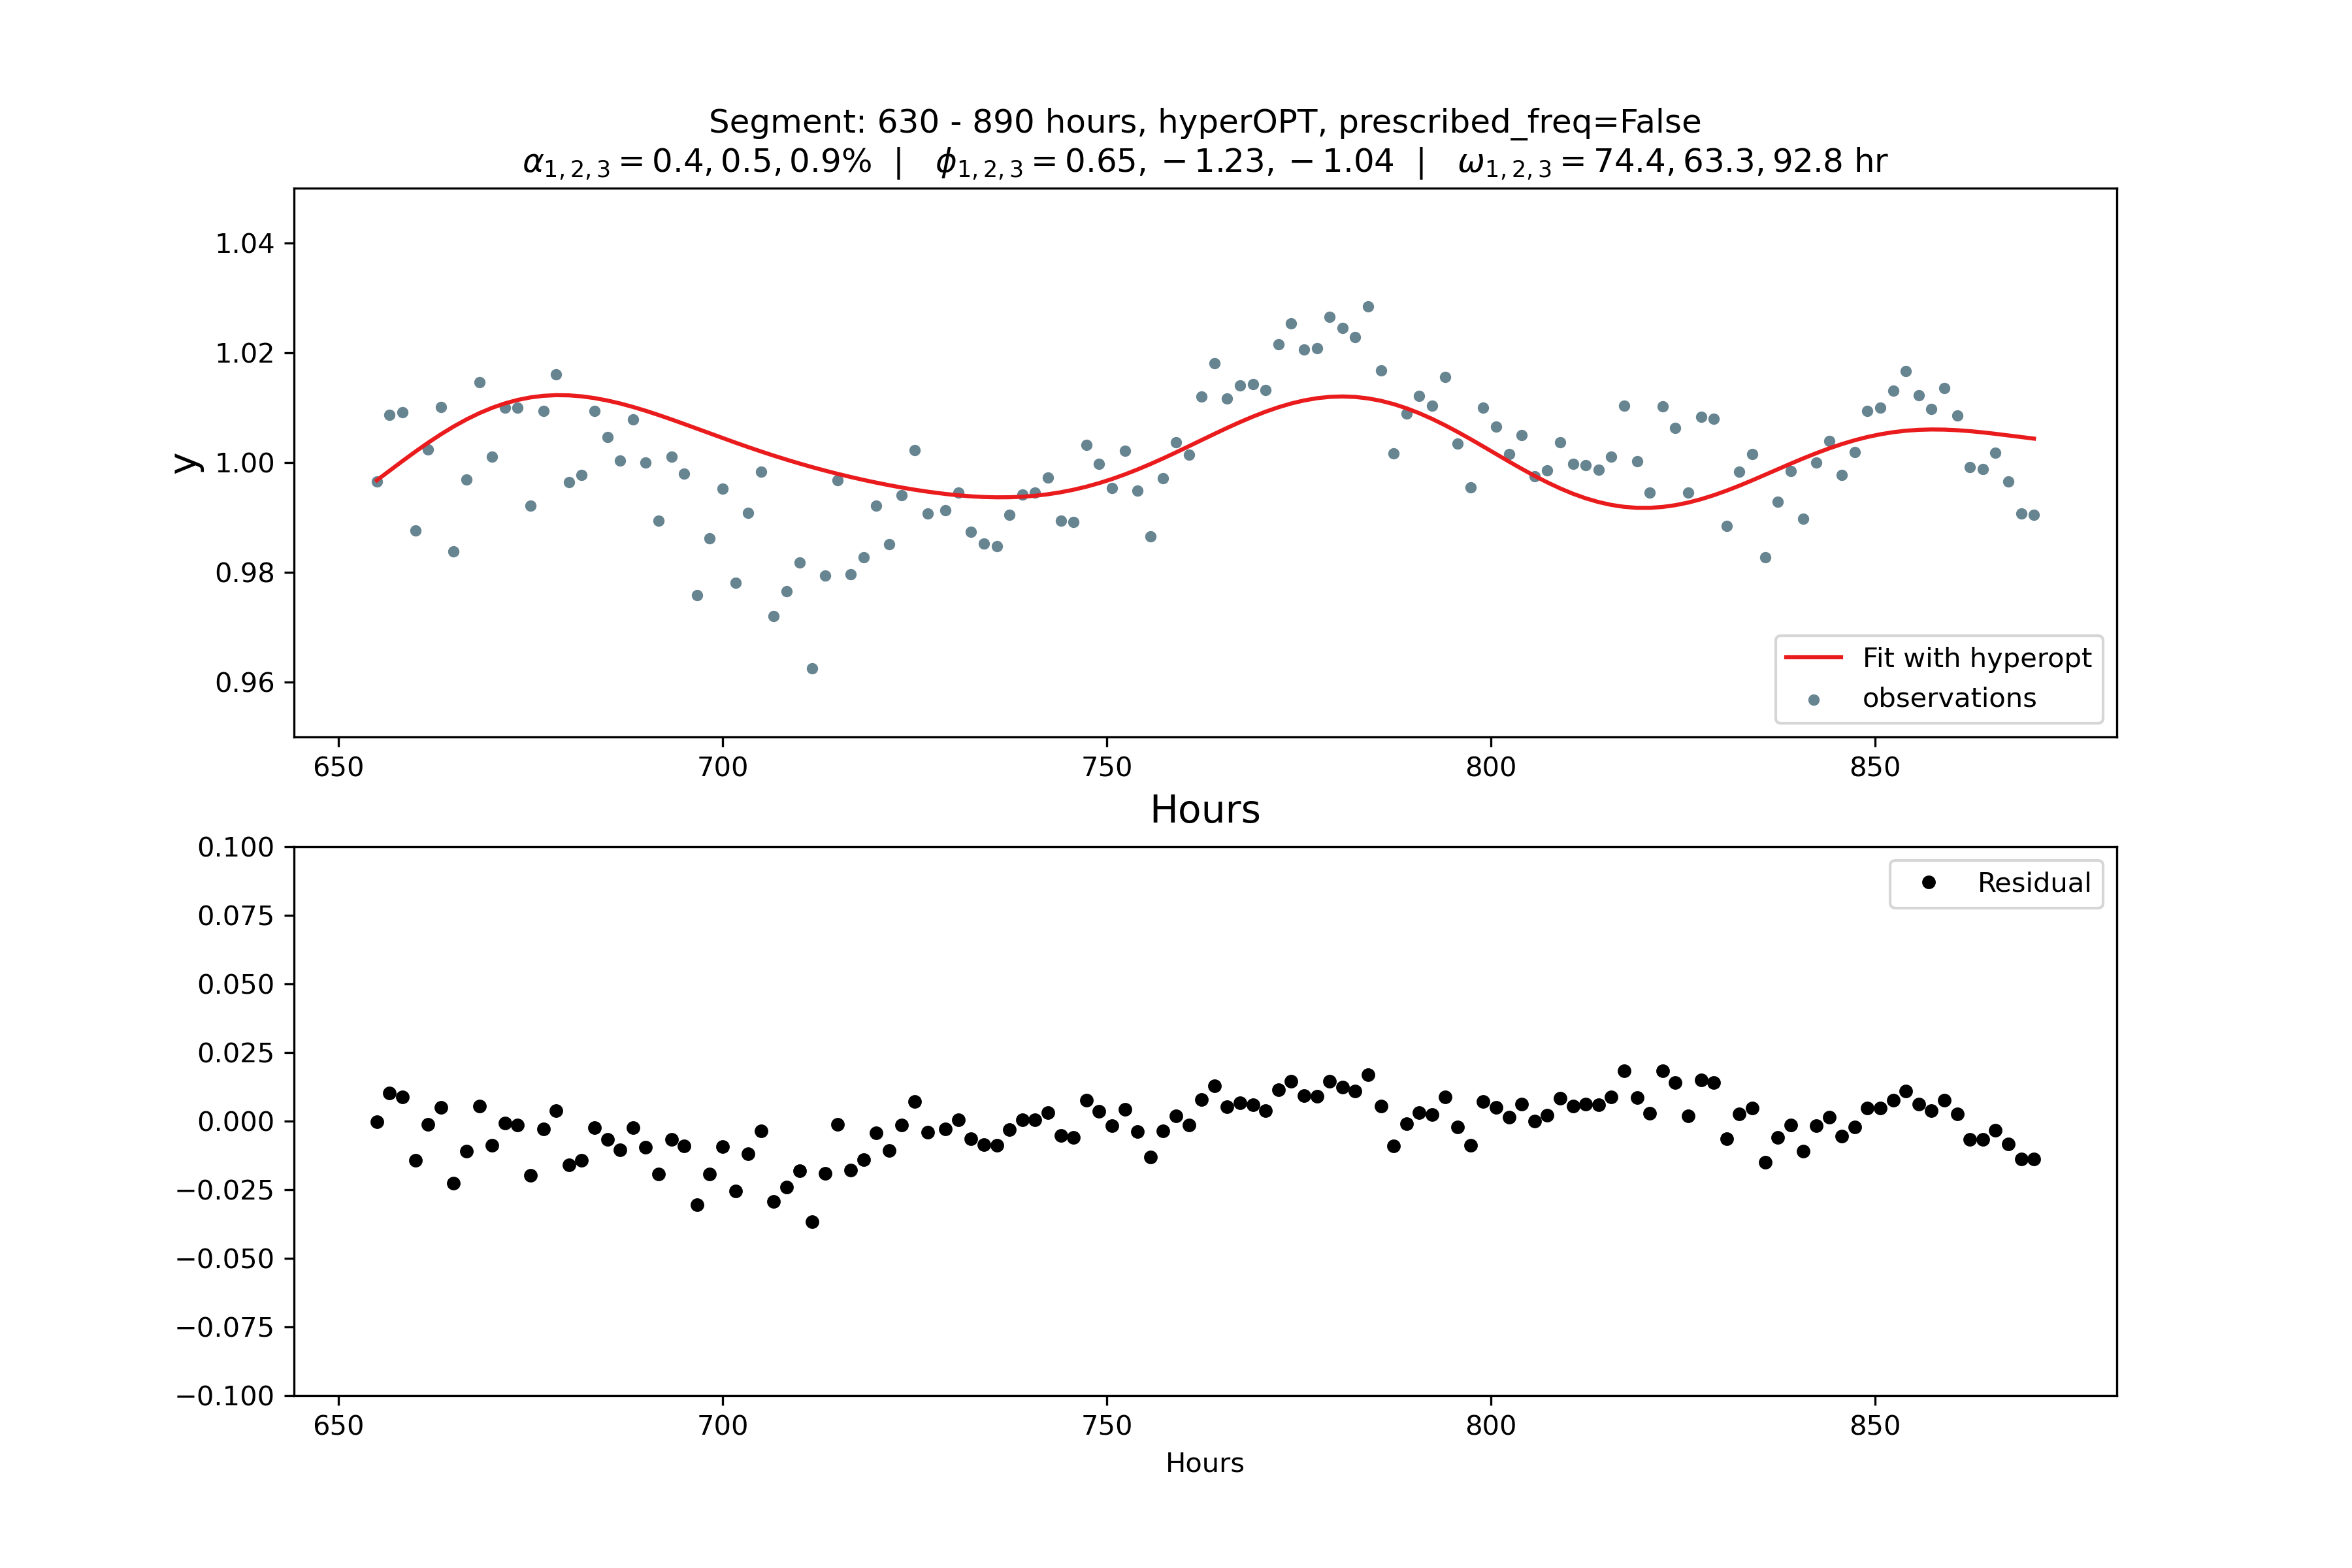 Segment: 630 - 890 hours, hyperOPT, prescribed_freq=False
α1, 2, 3 = 0.4, 0.5, 0.9% | ϕ1, 2, 3 = 0.65, −1.23, −1.04 | ω1, 2, 3 = 74.4, 63.3, 92.8 hr
y
1.04
1.02
1.00
0.98
0.96
Fit with hyperopt
observations
650 700 750 800 850
Hours
0.100
0.075
0.050
0.025
0.000
−0.025
−0.050
−0.075
−0.100
Residual
650 700 750 800 850
Hours